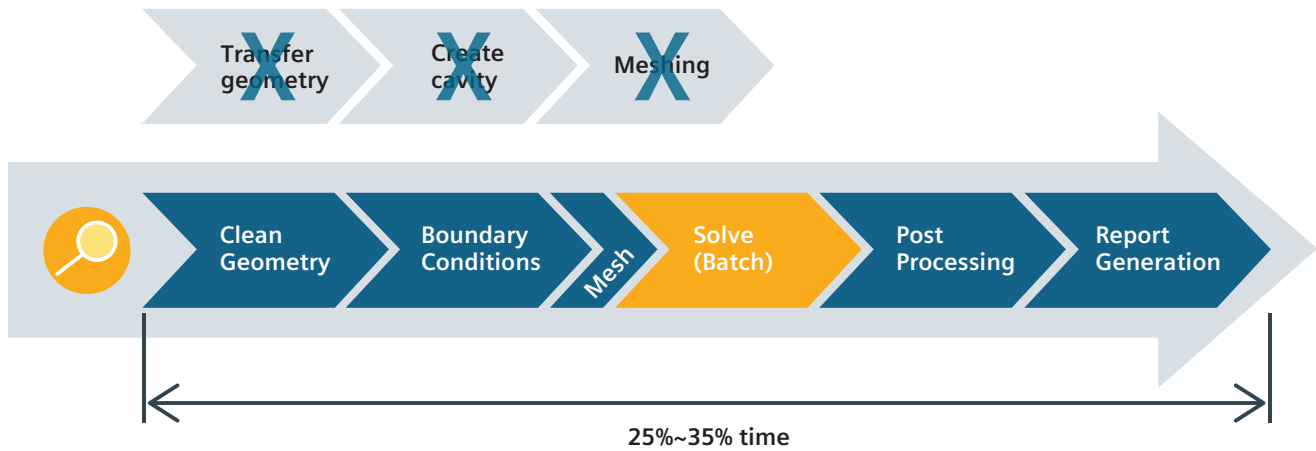 Transfer
geometry
X
Create
cavity
X
Meshing
X
Clean
Geometry
Boundary
Conditions
Mesh
Solve
(Batch)
Post
Processing
Report
Generation
25%~35% time